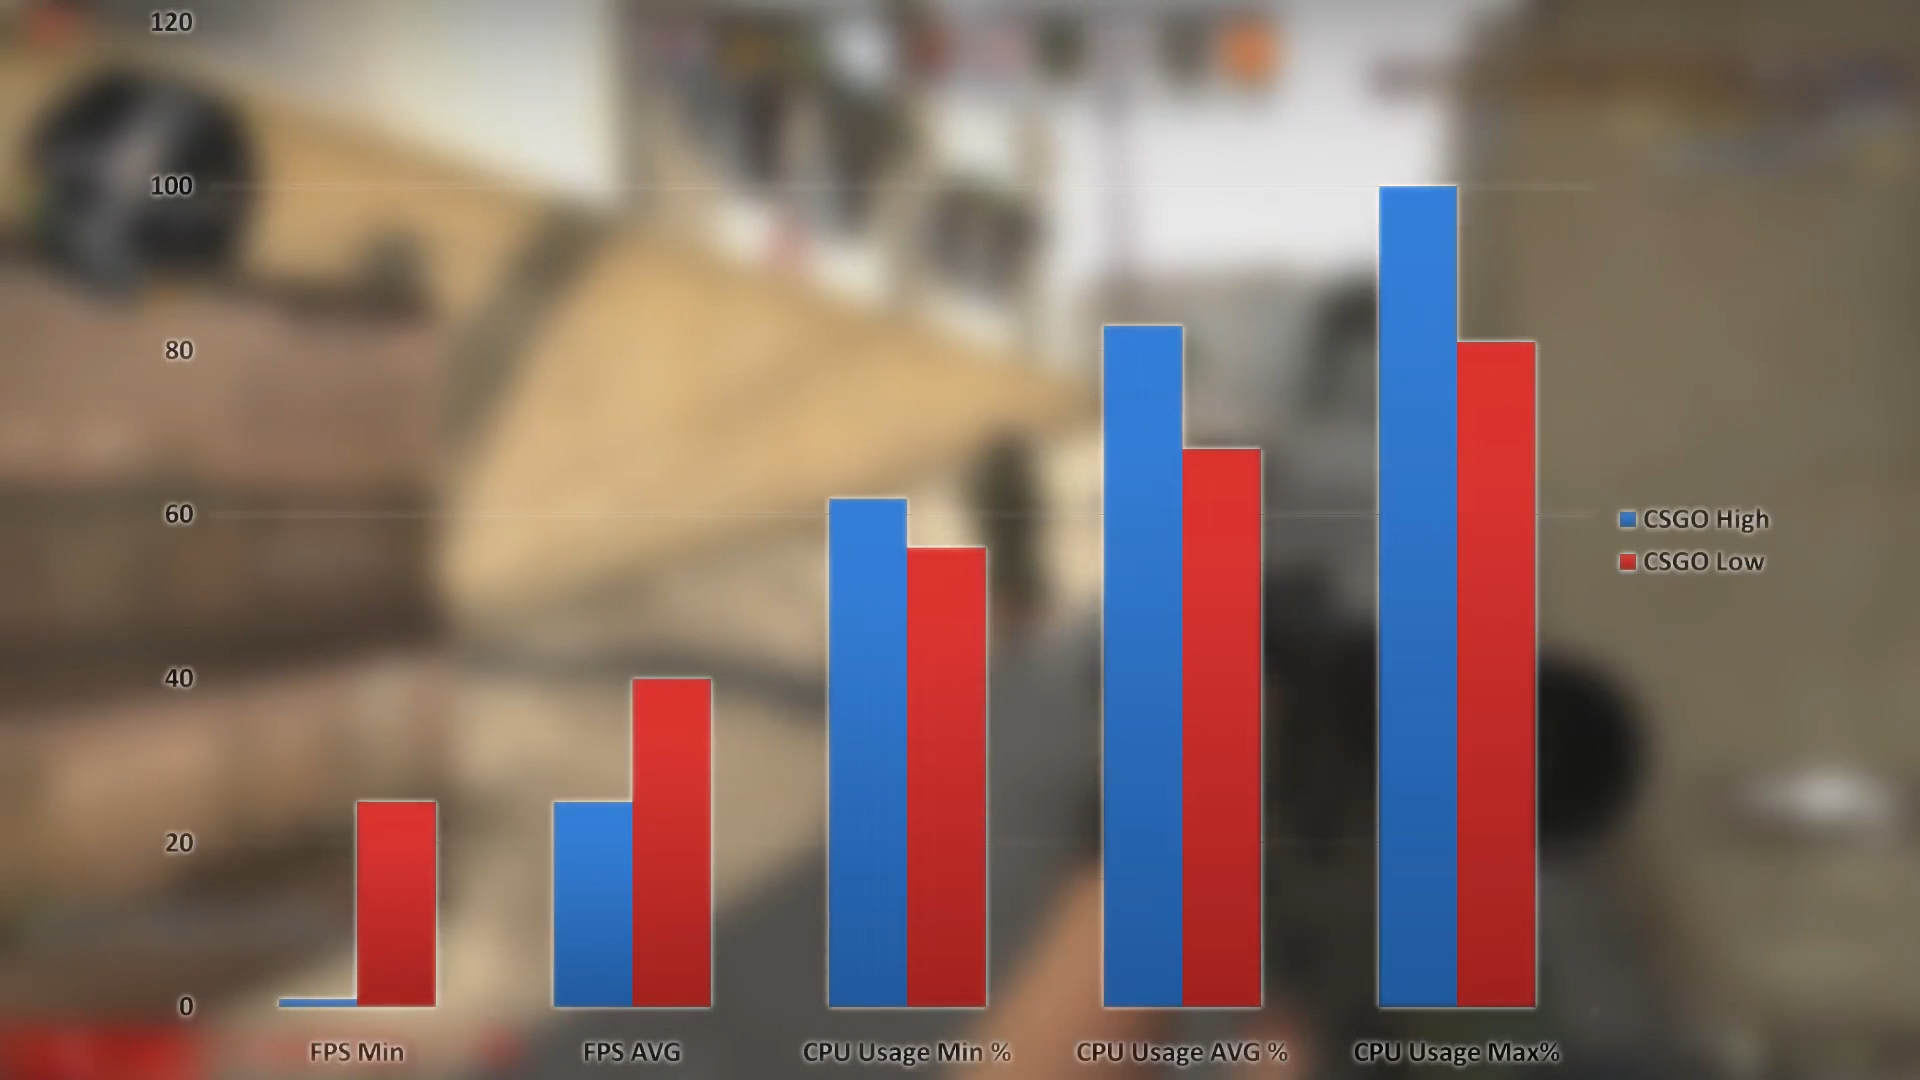 120
100
80
60
40
20
0
FPS Min
FPS AVG
CPU Usage Min %
CPU Usage AVG %
CPU Usage Max%
CSGO High
CSGO Low